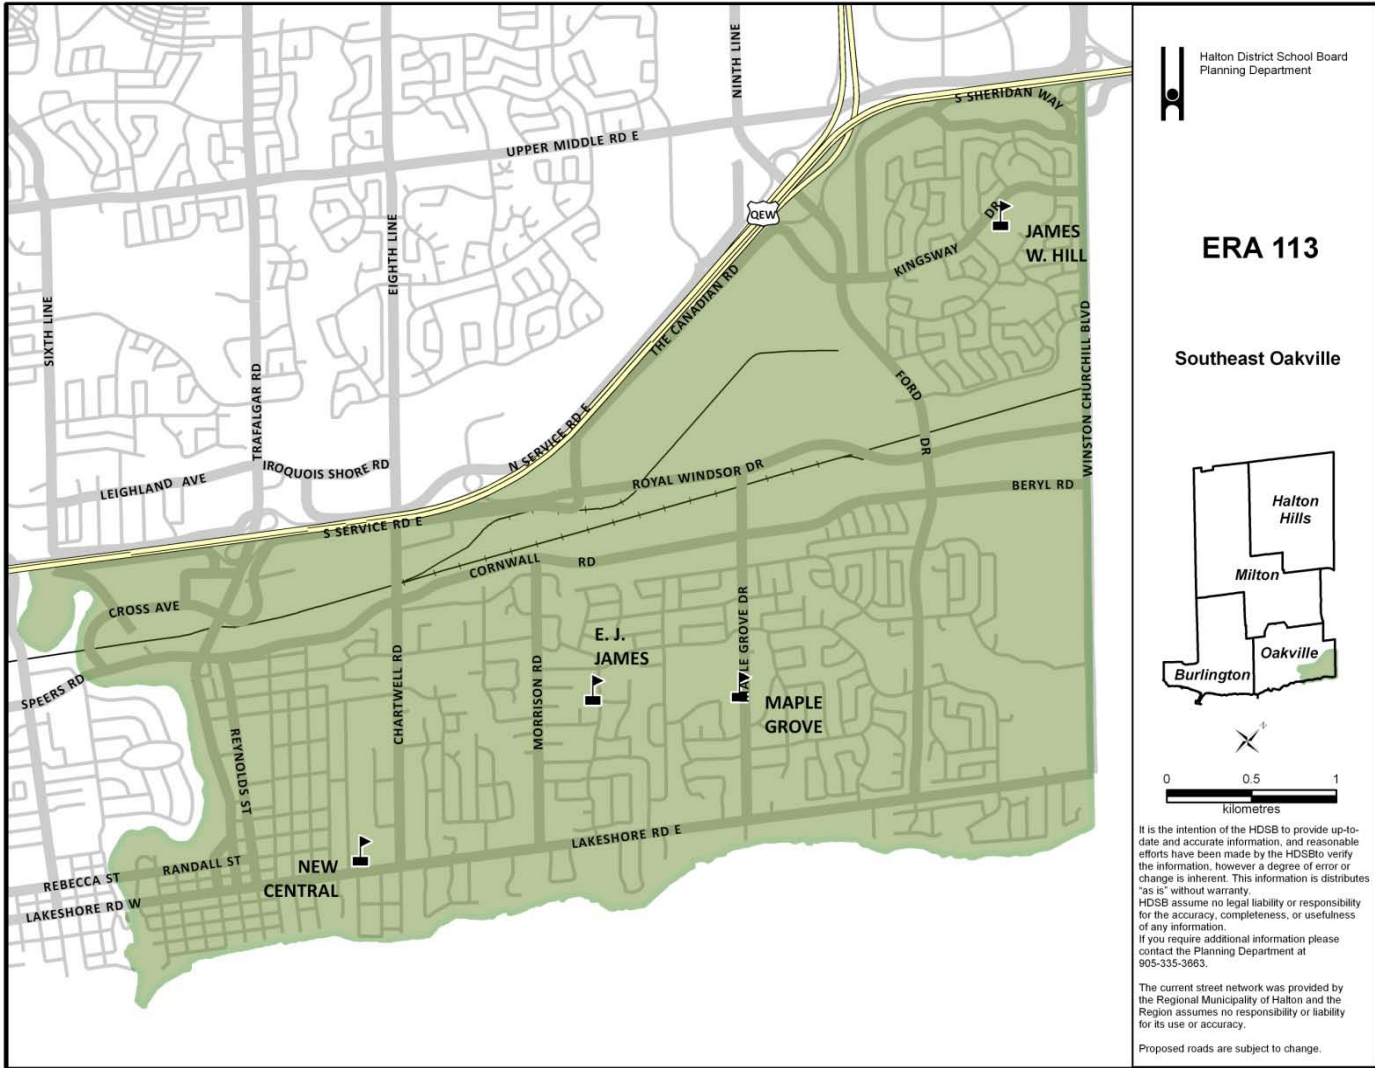 S SHERIDAN WAY
NINTH LINE
UPPER MIDDLE RD E
QEW
DR
JAMES
W. HILL
KINGSWAY
EIGHTH LINE
SIXTH LINE
THE CANADIAN RD
WINSTON CHURCHILL BLVD
TRAFALGAR RD
FORD
DR
N SERVICE RD E
IROQUOIS SHORE RD
LEIGHLAND AVE
ROYAL WINDSOR DR
BERYL RD
S SERVICE RD E
CORNWALL RD
CROSS AVE
E. J.
JAMES
MAPLE GROVE DR
SPEERS RD
CHARTWELL RD
MORRISON RD
MAPLE
GROVE
REYNOLDS ST
LAKESHORE RD E
NEW
CENTRAL
RANDALL ST
REBECCA ST
LAKESHORE RD W
Halton District School Board
Planning Department
ERA 113
Southeast Oakville
Halton
Hills
Milton
Oakville
Burlington
0 0.5 1
kilometres
It is the intention of the HDSB to provide up-to-
date and accurate information, and reasonable
efforts have been made by the HDSBto verify
the information, however a degree of error or
change is inherent. This information is distributes
"as is" without warranty.
HDSB assume no legal liability or responsibility
for the accuracy, completeness, or usefulness
of any information.
If you require additional information please
contact the Planning Department at
905-335-3663.
The current street network was provided by
the Regional Municipality of Halton and the
Region assumes no responsibility or liability
for its use or accuracy.
Proposed roads are subject to change.